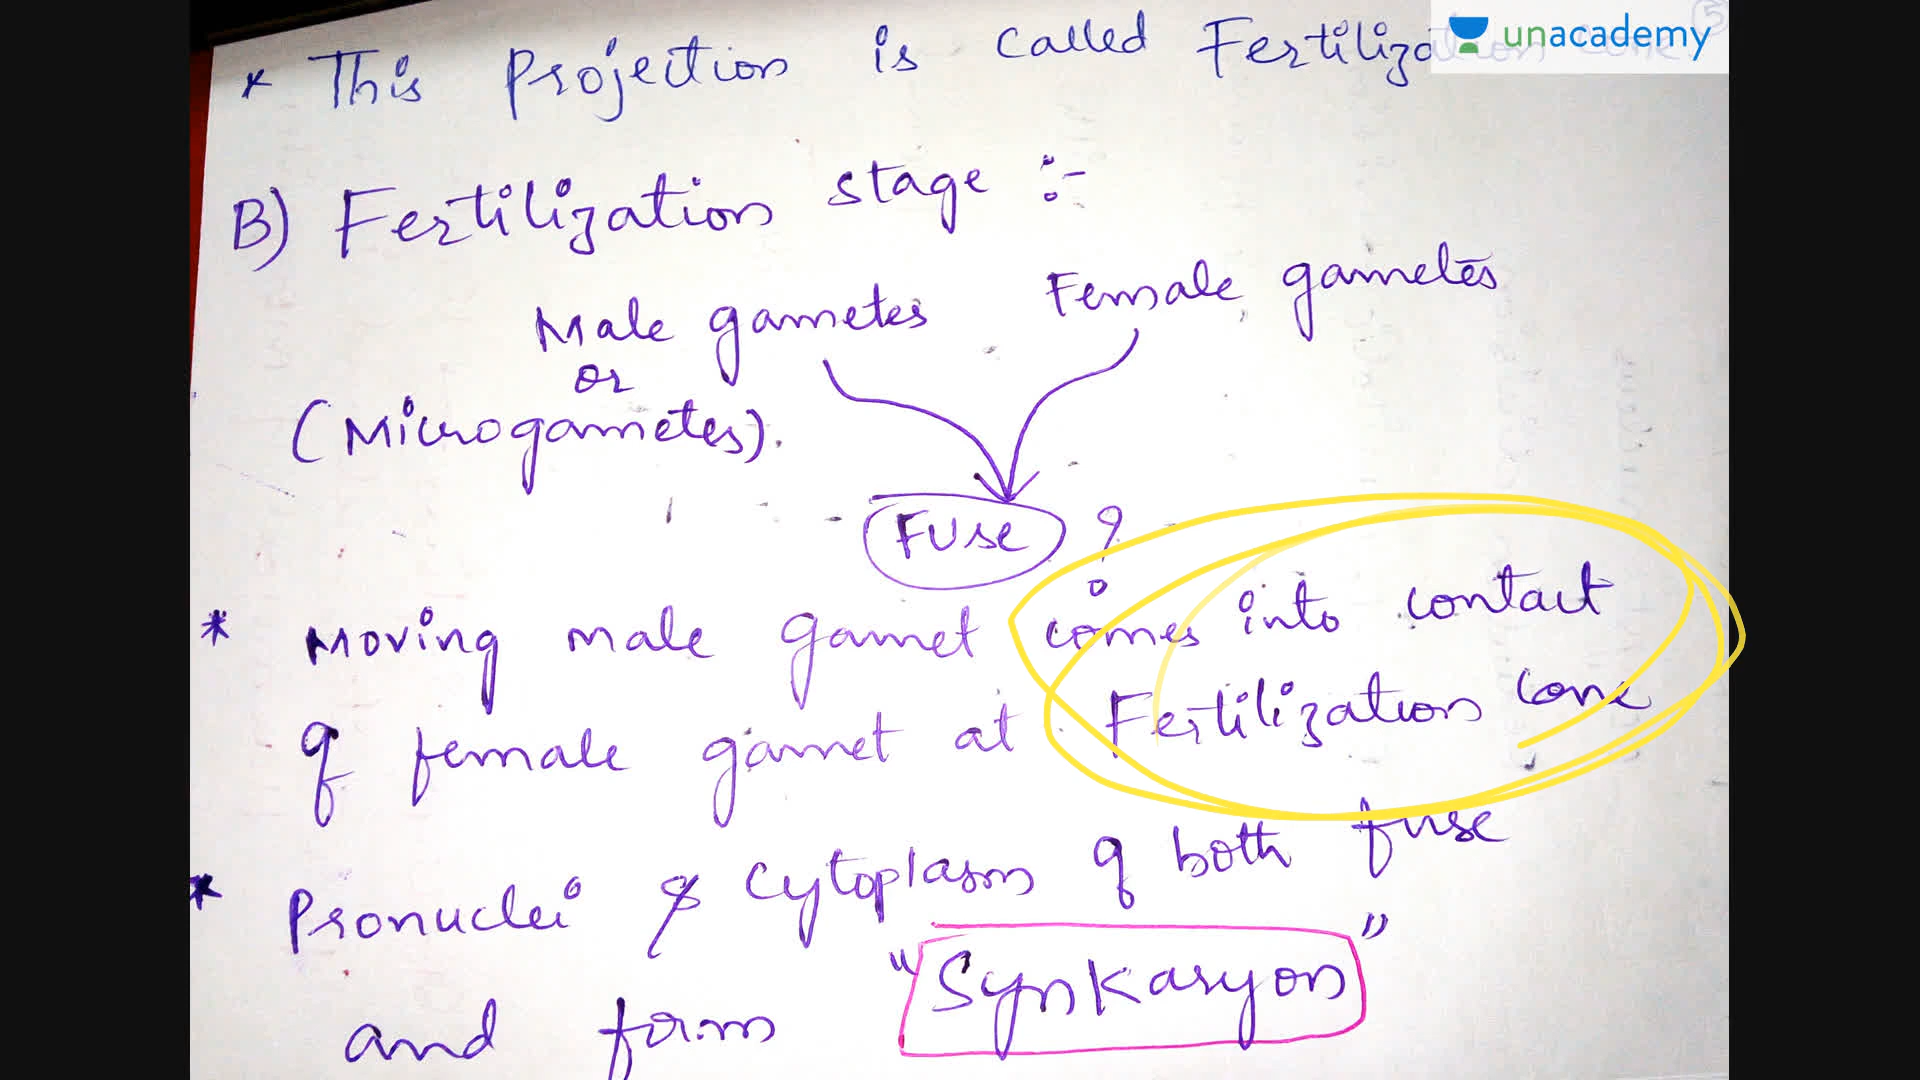 * This Projection is called Fertiliza
unacademy
5
B) Fertilization stage :-
Male gametes Female gametes
or
(Microgametes).
Fuse ?
* Moving male gamet comes into contact
of female gamet at Fertilization cone
* Pronuclei & cytoplasm of both fuse
and form "Synkaryon"